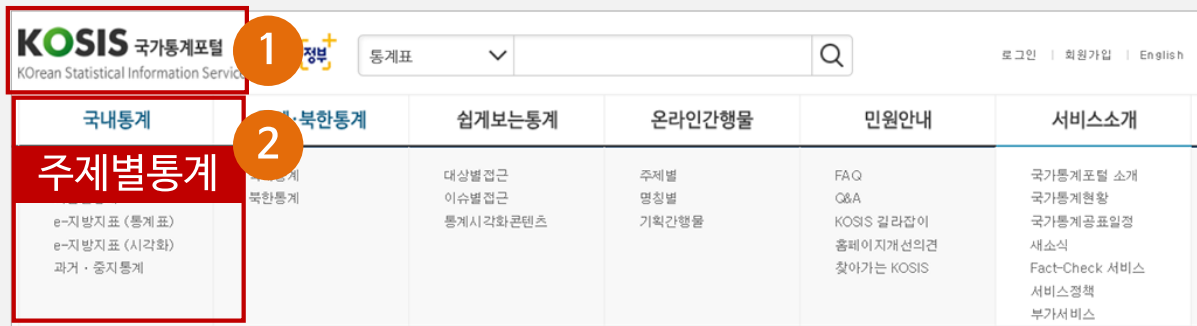 KOSIS 국가통계포털
KOrean Statistical Information Service
1
정부
통계표
로그인 | 회원가입 | English
국내통계
2
·북한통계
쉽게보는통계
온라인간행물
민원안내
서비스소개
주제별통계
e-지방지표 (통계표)
e-지방지표 (시각화)
과거 · 중지통계
북한통계
대상별접근
이슈별접근
통계시각화콘텐츠
주제별
명칭별
기획간행물
FAQ
Q&A
KOSIS 길라잡이
홈페이지개선의견
찾아가는 KOSIS
국가통계포털 소개
국가통계현황
국가통계공표일정
새소식
Fact-Check 서비스
서비스정책
부가서비스